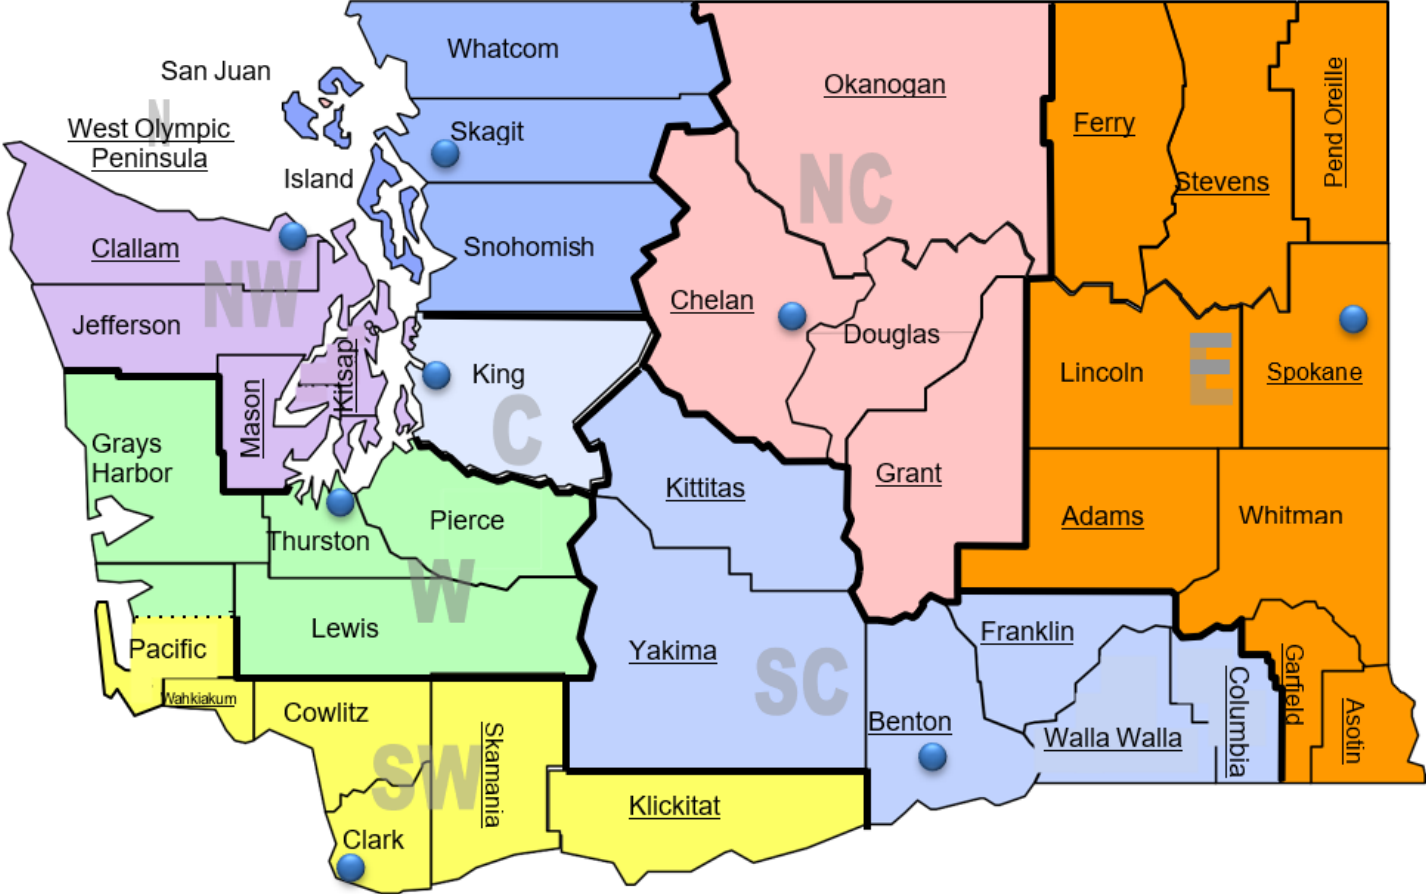 Whatcom
San Juan
Okanogan
Pend Oreille
N
Skagit
Ferry
West Olympic
Peninsula
Island
NC
Stevens
Clallam
Snohomish
NW
Chelan
Jefferson
Douglas
E
Kitsap
King
Lincoln
Spokane
Mason
C
Grays
Harbor
Kittitas
Grant
Pierce
Adams
Whitman
Thurston
W
Lewis
Franklin
Pacific
Yakima
SC
Garfield
Wahkiakum
Cowlitz
Benton
Walla Walla
Columbia
Asotin
Skamania
SW
Klickitat
Clark